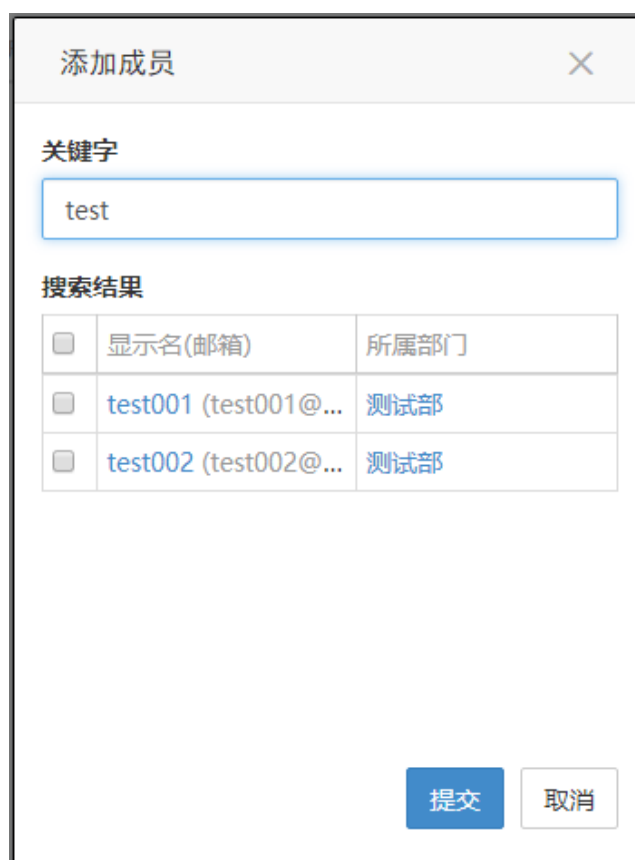 添加成员
关键字
test
搜索结果
显示名(邮箱) 所属部门
test001 (test001@... 测试部
test002 (test002@... 测试部
提交 取消